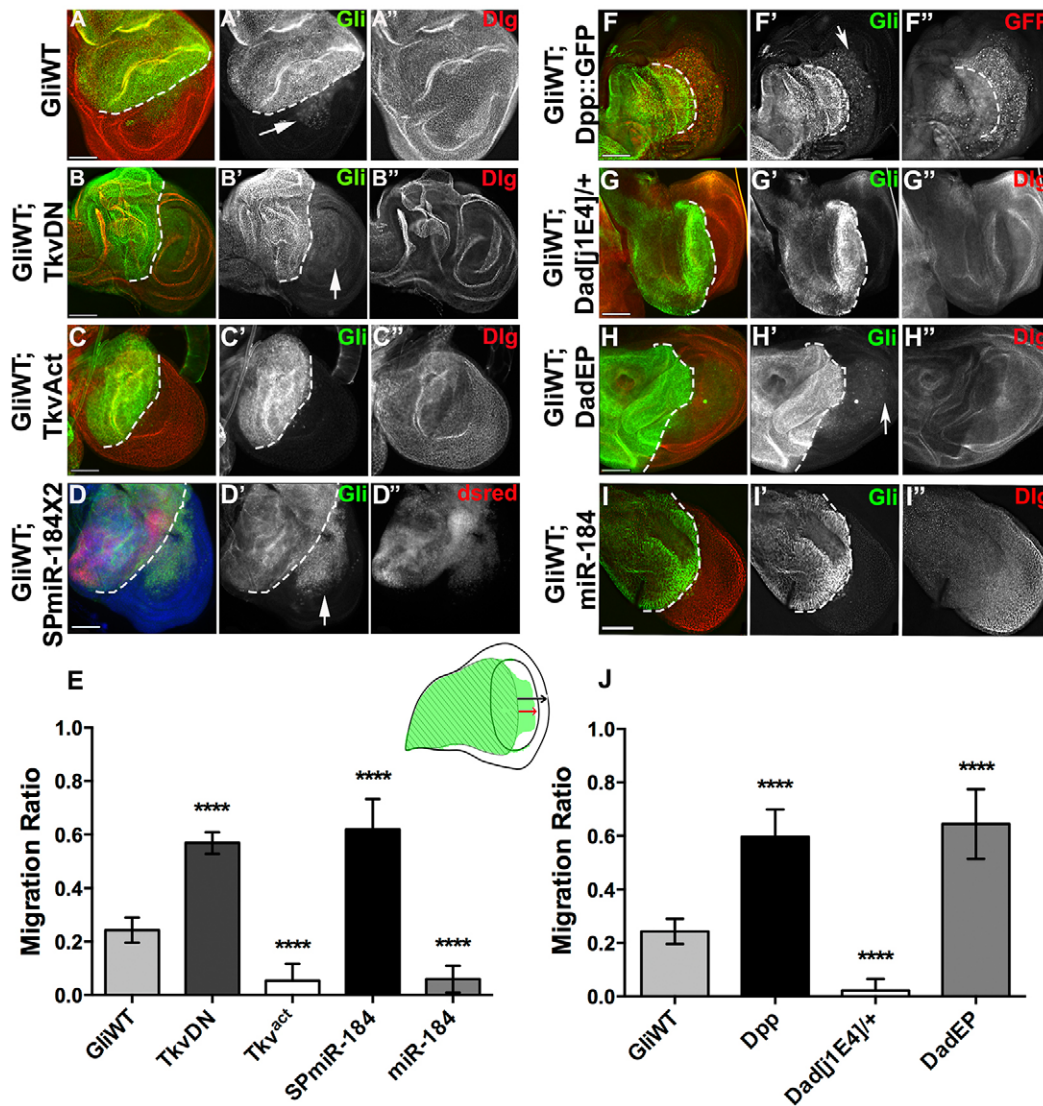 GliWT
A
A'
Gli
A''
Dlg
GliWT;
TkvDN
B
B'
Gli
B''
Dlg
GliWT;
TkvAct
C
C'
Gli
C''
Dlg
GliWT;
SPmiR-184X2
D
D'
Gli
D''
dsred
GliWT;
Dpp::GFP
F
F'
Gli
F''
GFP
GliWT;
Dad[j1E4]/+
G
G'
Gli
G''
Dlg
GliWT;
DadEP
H
H'
Gli
H''
Dlg
GliWT;
miR-184
I
I'
Gli
I''
Dlg
E
Migration Ratio
1.0
0.8
0.6
0.4
0.2
0.0
****
****
****
****
GliWT
TkvDN
Tkvact
SPmiR-184
miR-184
J
Migration Ratio
1.0
0.8
0.6
0.4
0.2
0.0
****
****
****
GliWT
Dpp
Dad[j1E4]/+
DadEP